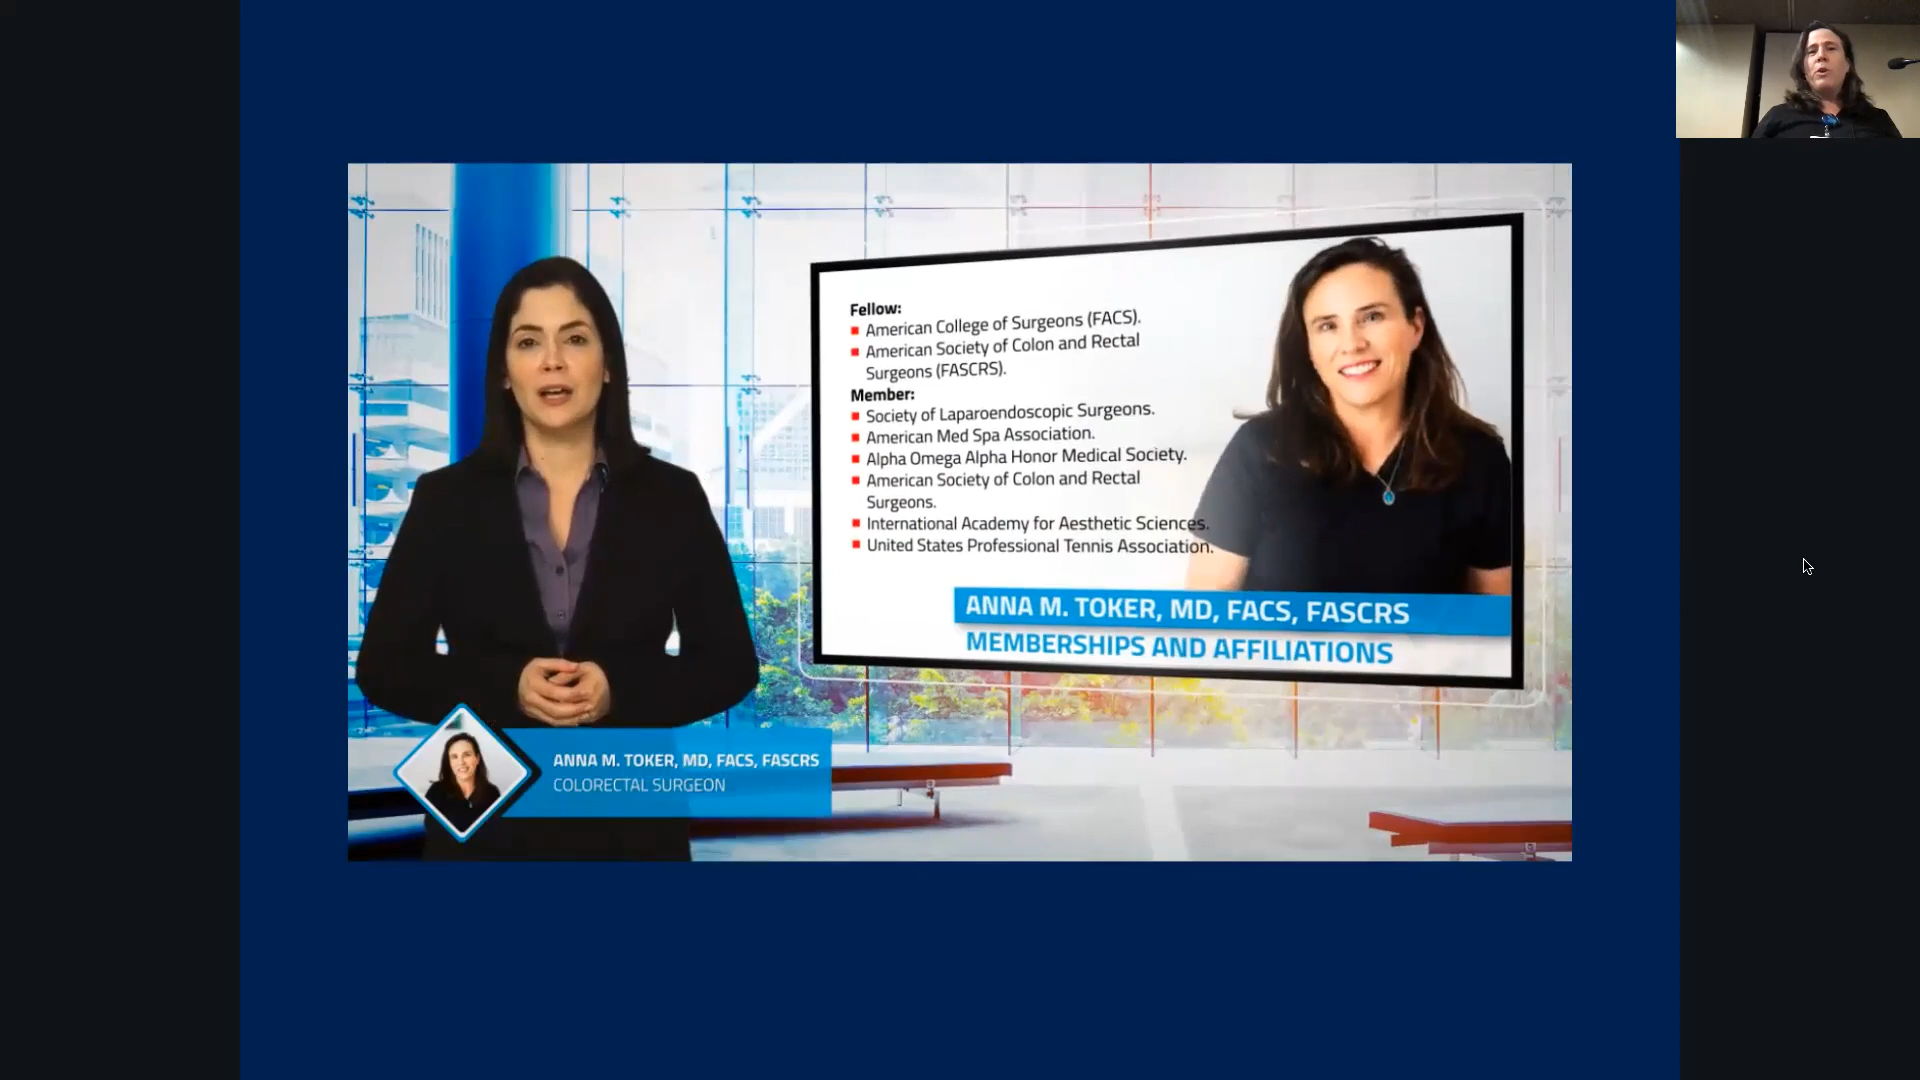 Fellow:
American College of Surgeons (FACS).
American Society of Colon and Rectal
Surgeons (FASCRS).
Member:
Society of Laparoendoscopic Surgeons.
American Med Spa Association.
Alpha Omega Alpha Honor Medical Society.
American Society of Colon and Rectal
Surgeons.
International Academy for Aesthetic Sciences.
United States Professional Tennis Association.
ANNA M. TOKER, MD, FACS, FASCRS
MEMBERSHIPS AND AFFILIATIONS
ANNA M. TOKER, MD, FACS, FASCRS
COLORECTAL SURGEON